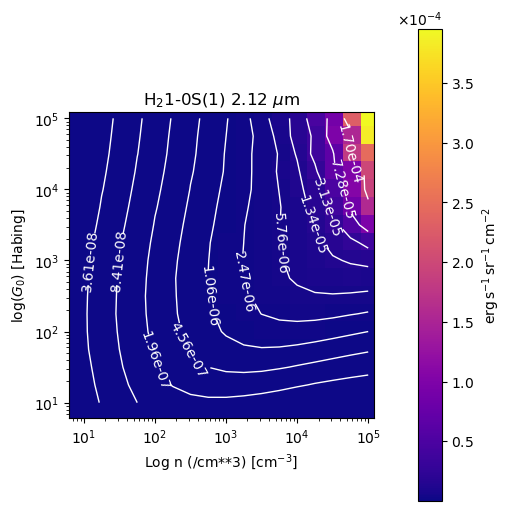 ×10⁻⁴
H₂1-0S(1) 2.12 μm
10⁵
10⁴
10³
10²
10¹
log(G₀) [Habing]
3.61e-08
8.41e-08
1.96e-07
4.56e-07
1.06e-06
2.47e-06
5.76e-06
1.34e-05
3.13e-05
7.28e-05
1.70e-04
10¹
10²
10³
10⁴
10⁵
Log n (/cm**3) [cm⁻³]
3.5
3.0
2.5
2.0
1.5
1.0
0.5
erg s⁻¹ sr⁻¹ cm⁻²